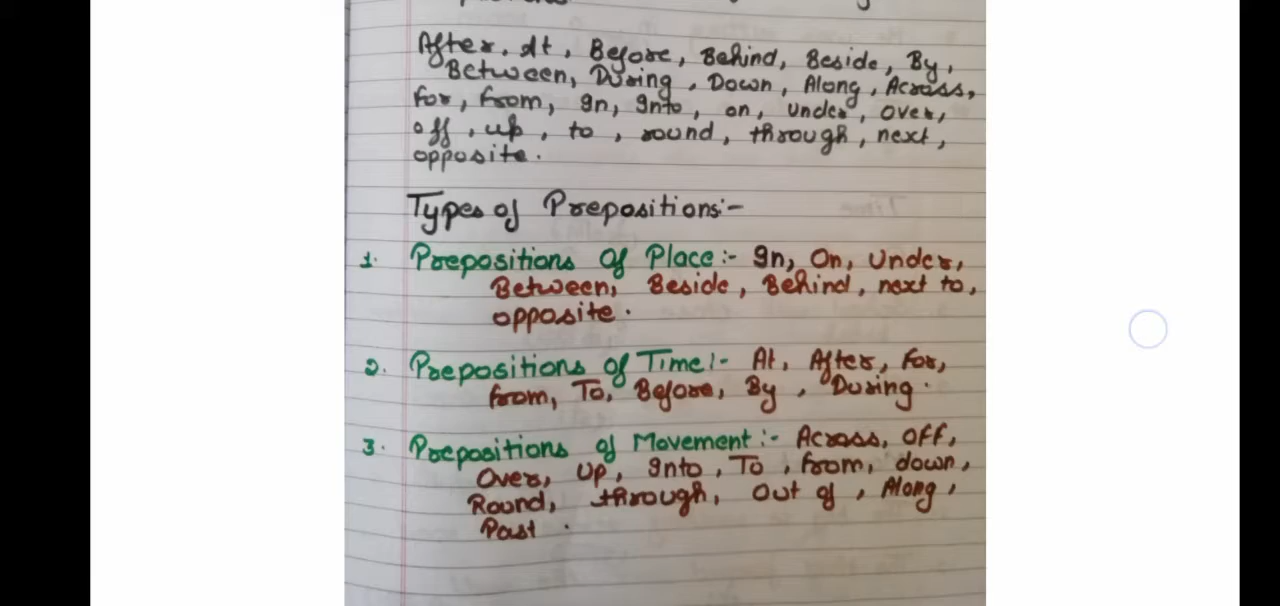 After, At, Before, Behind, Beside, By,
Between, During, Down, Along, Across,
for, from, In, Into, on, under, over,
off, up, to, round, through, next,
opposite.
Types of Prepositions:-
1. Prepositions of Place:- In, On, Under,
Between, Beside, Behind, next to,
opposite.
2. Prepositions of Time:- At, After, For,
from, To, Before, By, During.
3. Prepositions of Movement:- Across, Off,
Over, Up, Into, To, from, down,
Round, through, Out of, Along,
Past.